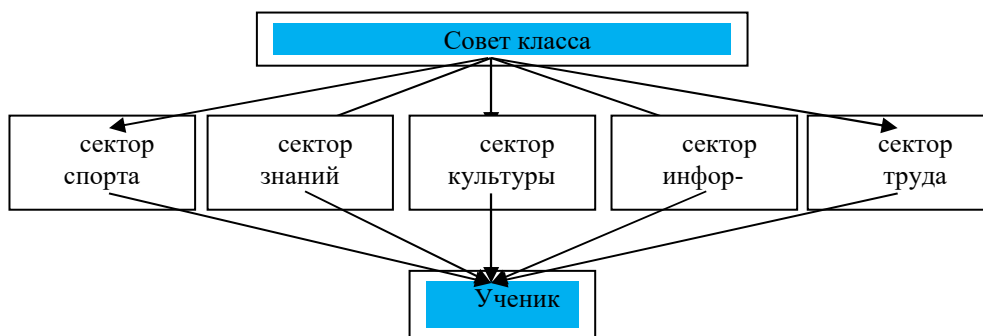 Совет класса
сектор
спорта
сектор
знаний
сектор
культуры
сектор
инфор-
сектор
труда
Ученик